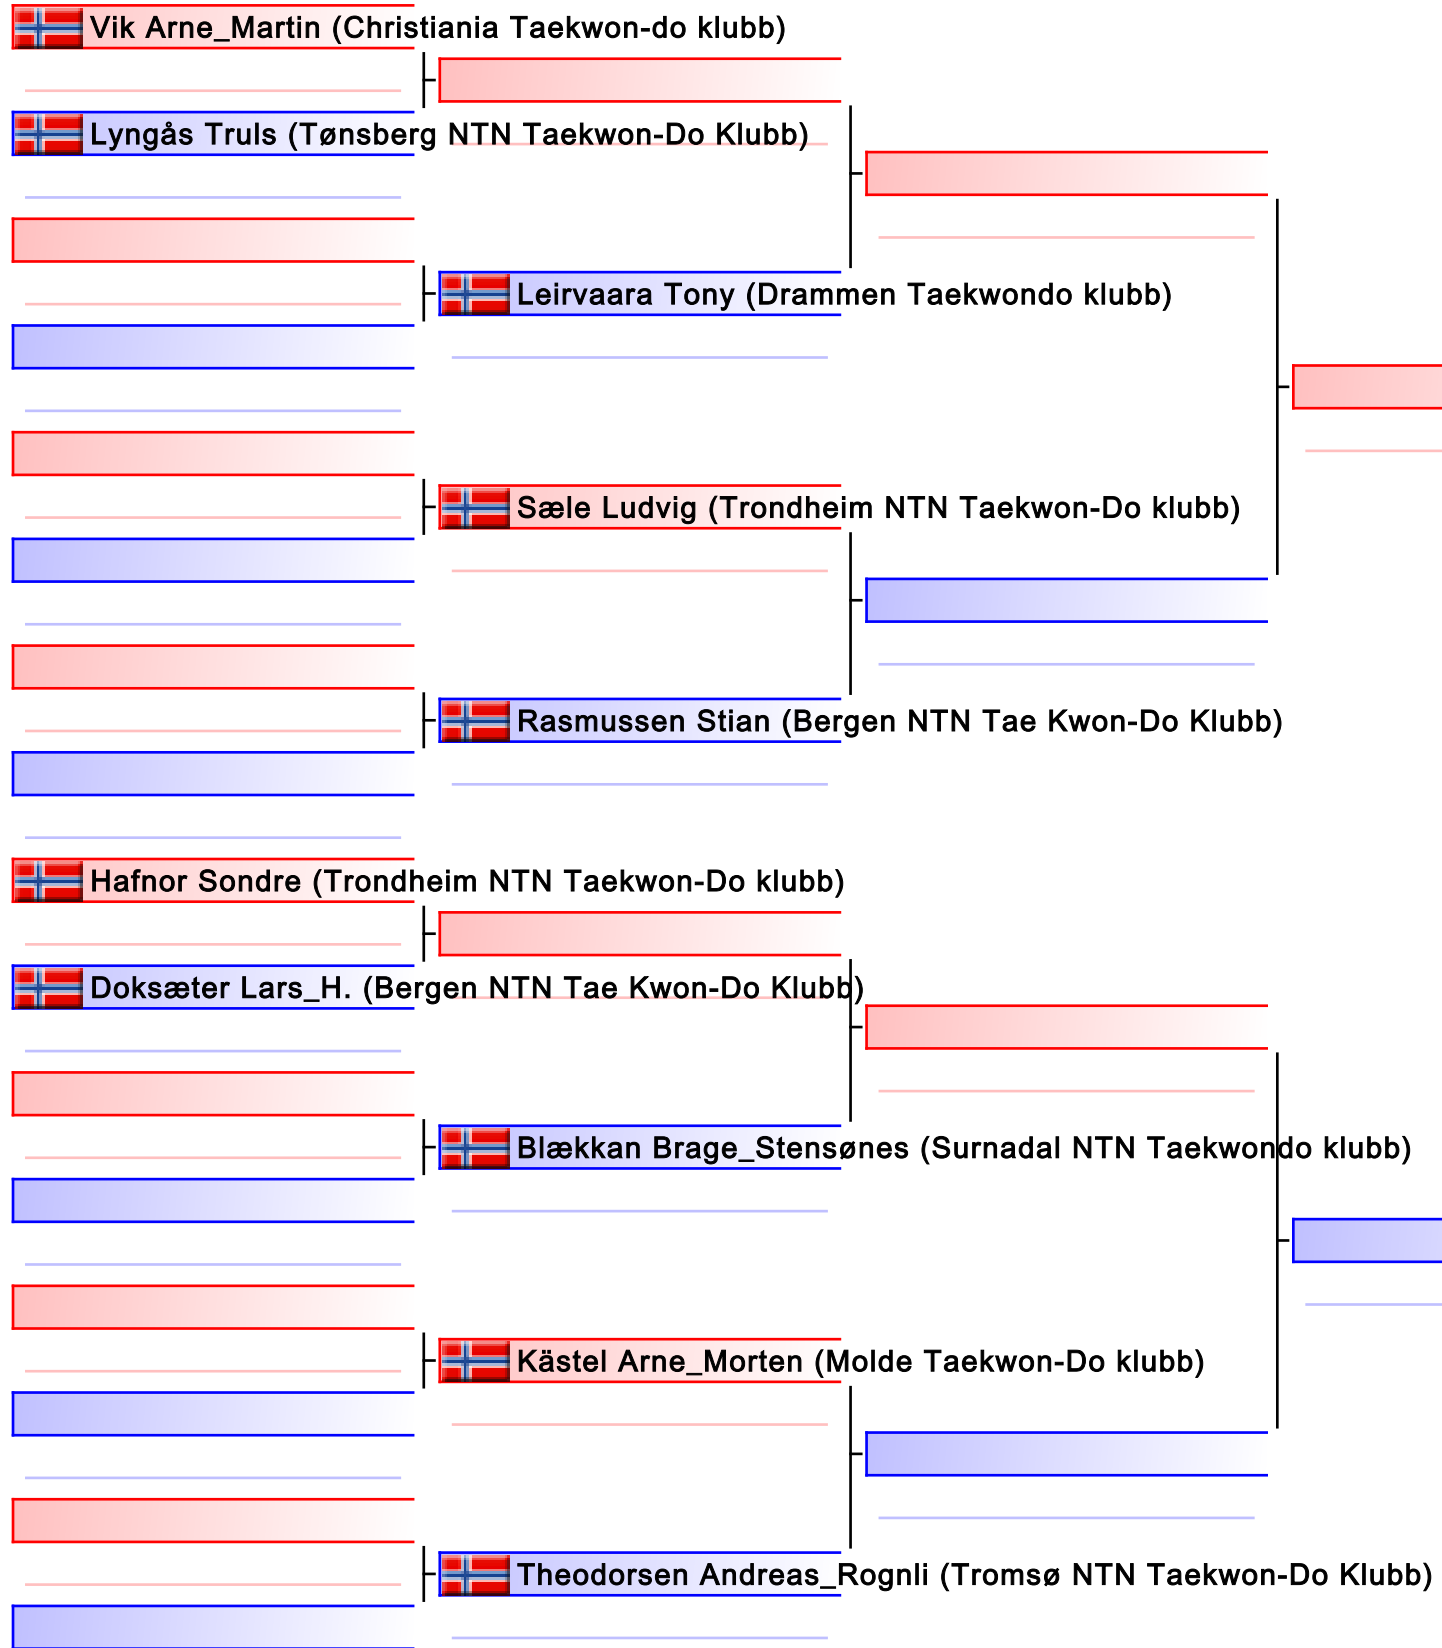 Vik Arne_Martin (Christiania Taekwon-do klubb)
Lyngås Truls (Tønsberg NTN Taekwon-Do Klubb)
Leirvaara Tony (Drammen Taekwondo klubb)
Sæle Ludvig (Trondheim NTN Taekwon-Do klubb)
Rasmussen Stian (Bergen NTN Tae Kwon-Do Klubb)
Hafnor Sondre (Trondheim NTN Taekwon-Do klubb)
Doksæter Lars_H. (Bergen NTN Tae Kwon-Do Klubb)
Blækkan Brage_Stensønes (Surnadal NTN Taekwondo klubb)
Kästel Arne_Morten (Molde Taekwon-Do klubb)
Theodorsen Andreas_Rognli (Tromsø NTN Taekwon-Do Klubb)